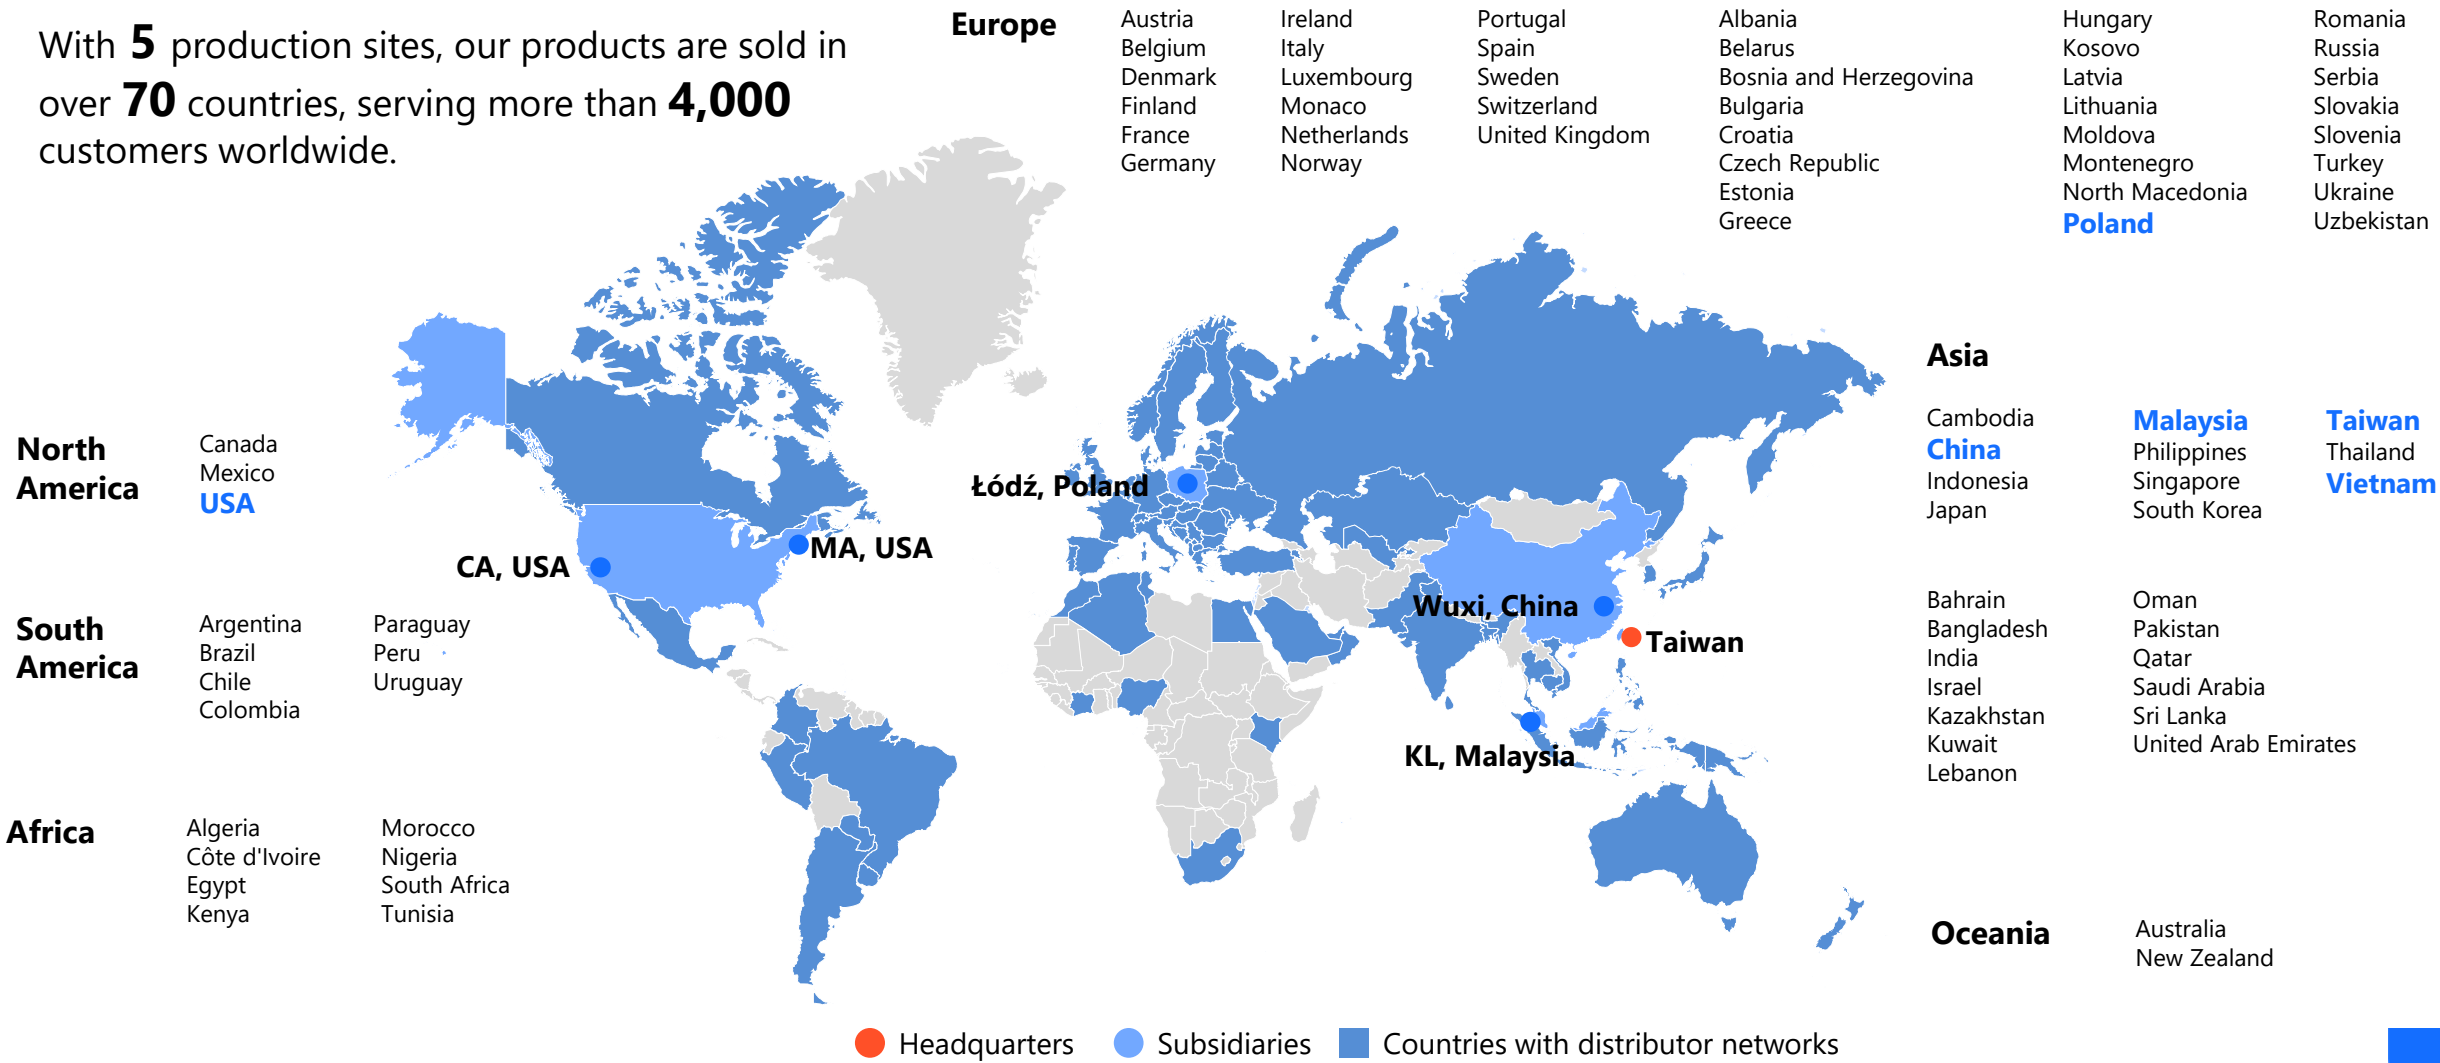 With 5 production sites, our products are sold in
over 70 countries, serving more than 4,000
customers worldwide.
Europe
Austria
Belgium
Denmark
Finland
France
Germany
Ireland
Italy
Luxembourg
Monaco
Netherlands
Norway
Portugal
Spain
Sweden
Switzerland
United Kingdom
Albania
Belarus
Bosnia and Herzegovina
Bulgaria
Croatia
Czech Republic
Estonia
Greece
Hungary
Kosovo
Latvia
Lithuania
Moldova
Montenegro
North Macedonia
Poland
Romania
Russia
Serbia
Slovakia
Slovenia
Turkey
Ukraine
Uzbekistan
North
America
Canada
Mexico
USA
South
America
Argentina
Brazil
Chile
Colombia
Paraguay
Peru
Uruguay
Africa
Algeria
Côte d'Ivoire
Egypt
Kenya
Morocco
Nigeria
South Africa
Tunisia
CA, USA
MA, USA
Łódź, Poland
Wuxi, China
Taiwan
KL, Malaysia
Asia
Cambodia
China
Indonesia
Japan
Malaysia
Philippines
Singapore
South Korea
Taiwan
Thailand
Vietnam
Bahrain
Bangladesh
India
Israel
Kazakhstan
Kuwait
Lebanon
Oman
Pakistan
Qatar
Saudi Arabia
Sri Lanka
United Arab Emirates
Oceania
Australia
New Zealand
Headquarters
Subsidiaries
Countries with distributor networks